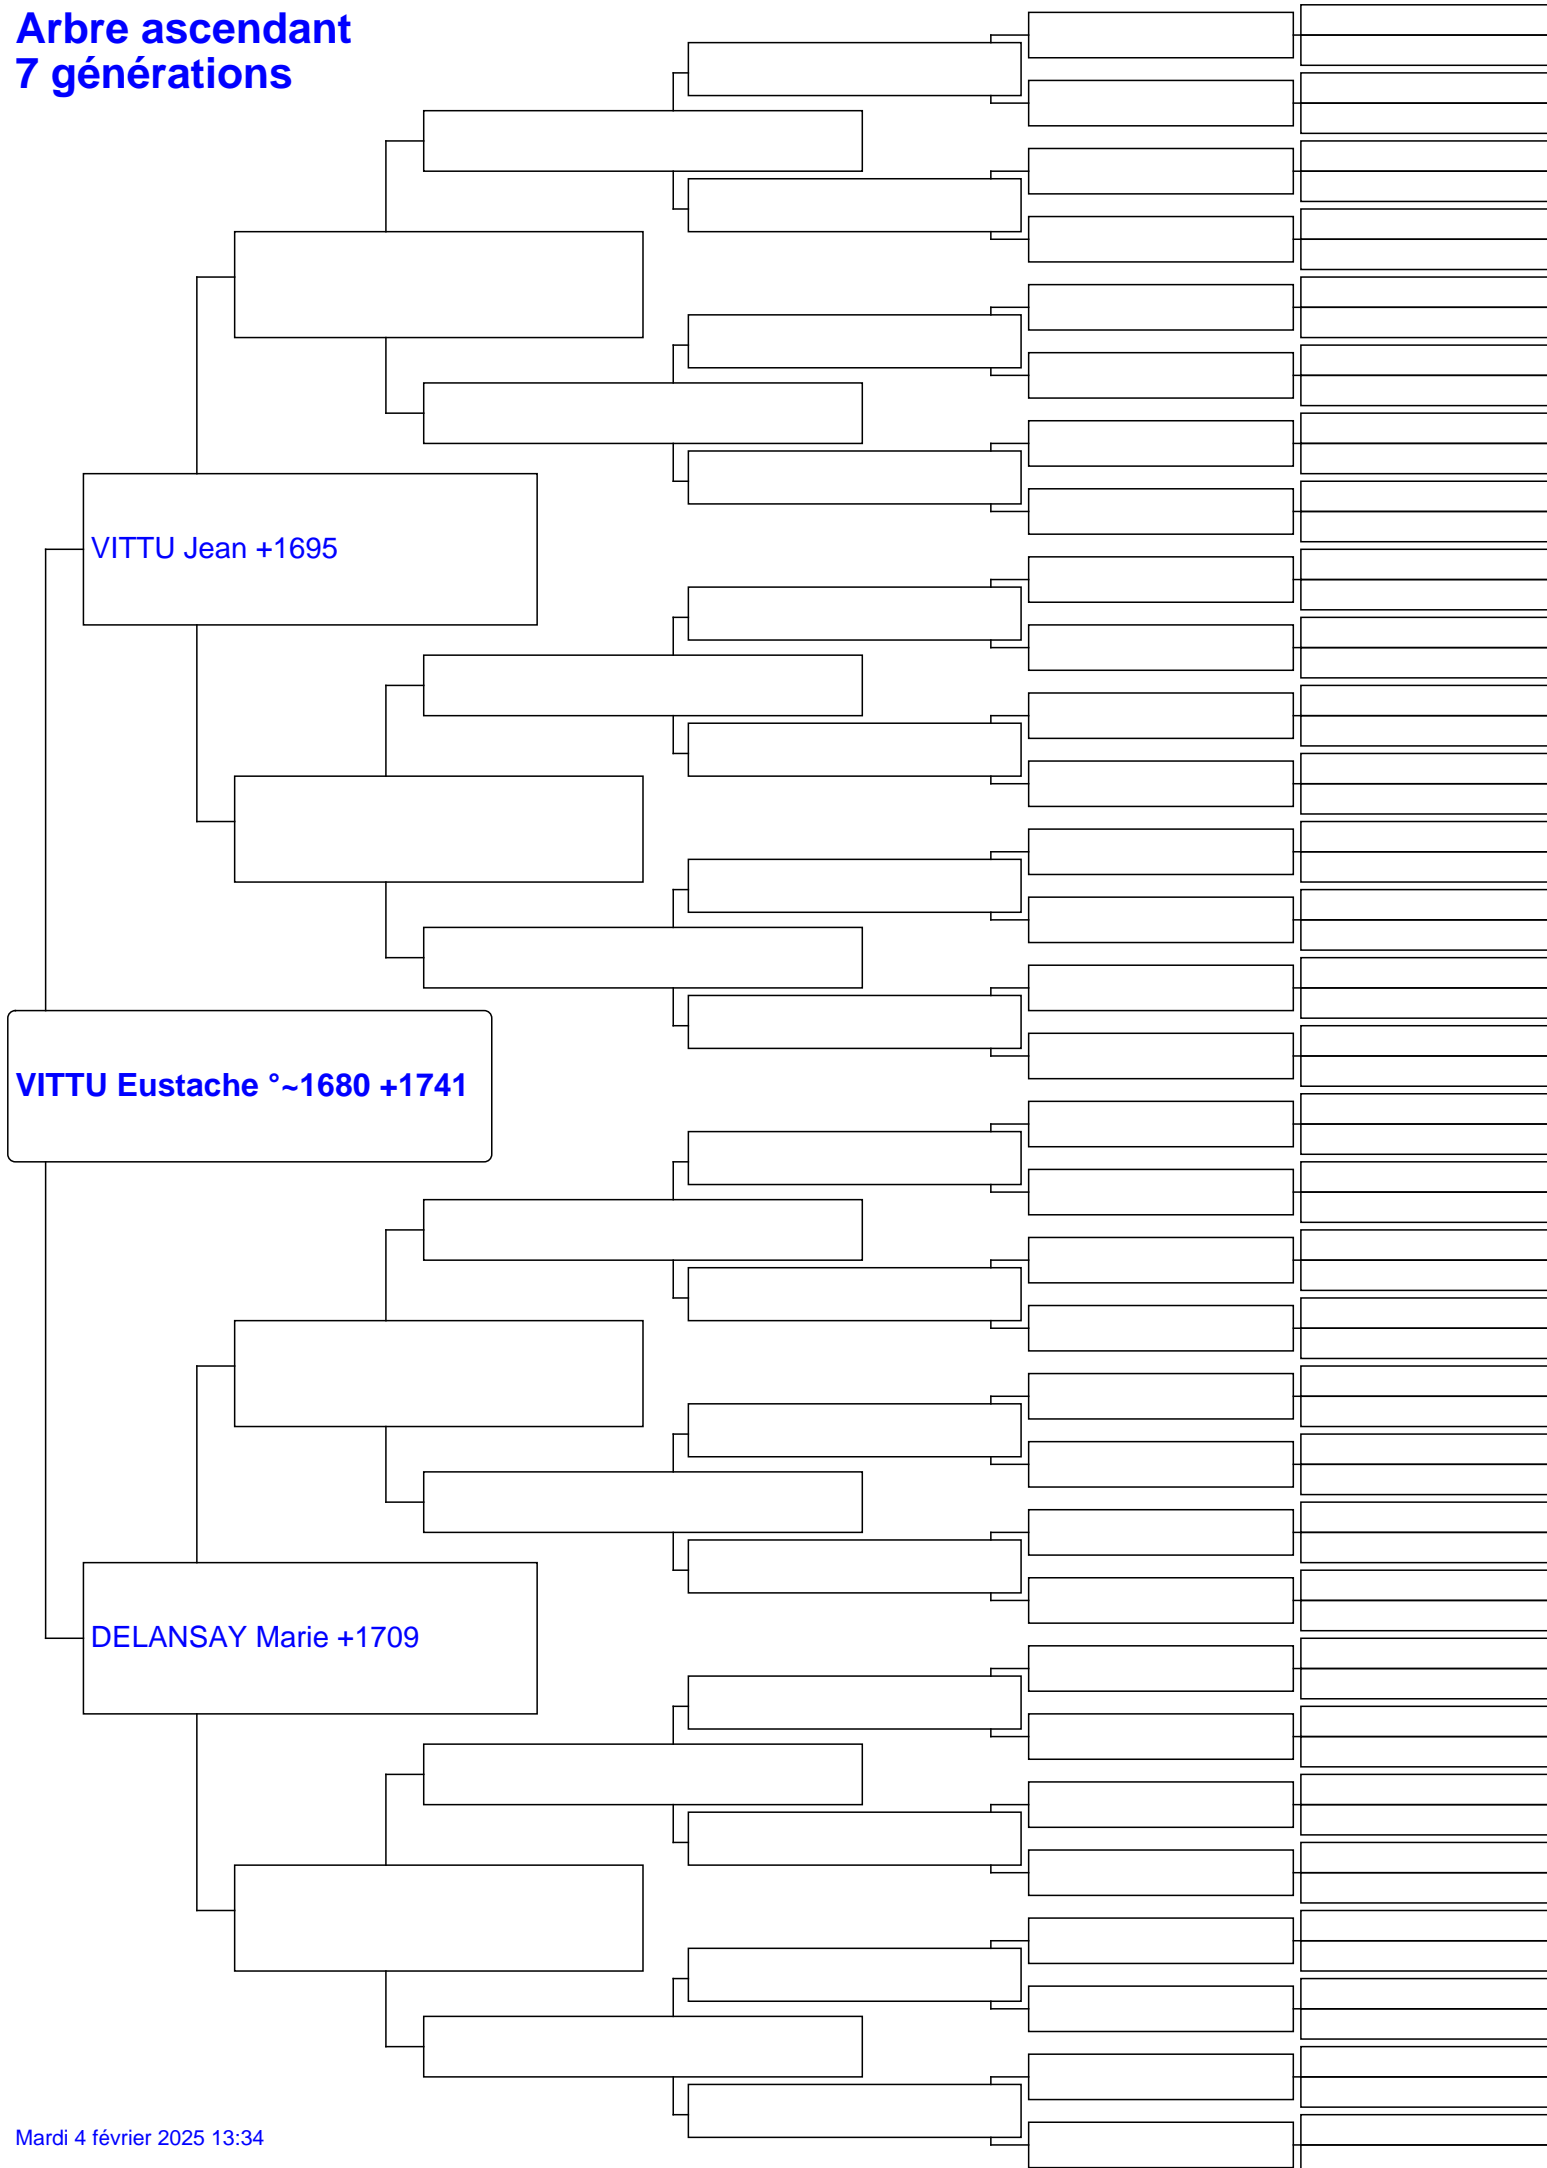 Arbre ascendant
7 générations
VITTU Jean +1695
VITTU Eustache °~1680 +1741
DELANSAY Marie +1709
Mardi 4 février 2025 13:34